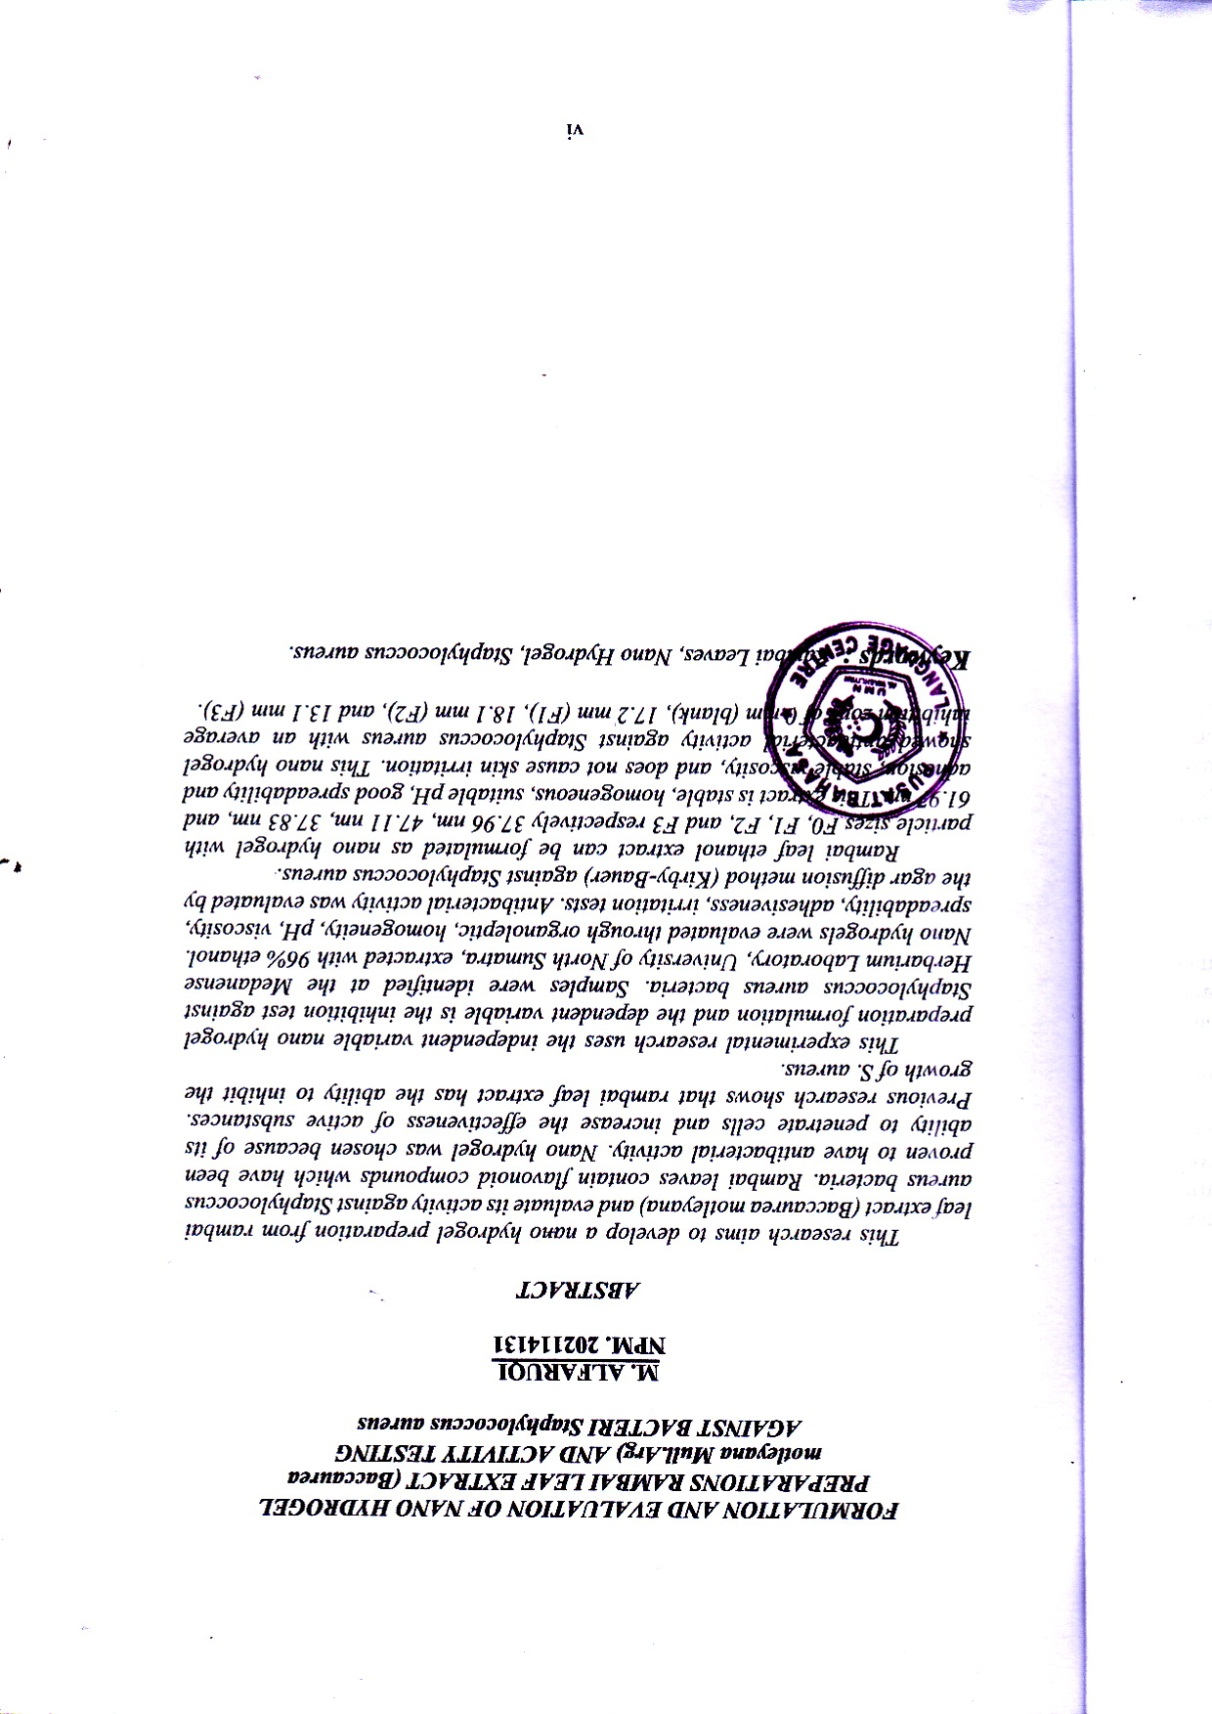 FORMULATION AND EVALUATION OF NANO HYDROGEL
PREPARATIONS RAMBAI LEAF EXTRACT (Baccaurea
motleyana Mull.Arg) AND ACTIVITY TESTING
AGAINST BACTERI Staphylococcus aureus
M. ALFARUQI
NPM. 202114131
ABSTRACT
This research aims to develop a nano hydrogel preparation from rambai
leaf extract (Baccaurea motleyana) and evaluate its activity against Staphylococcus
aureus bacteria. Rambai leaves contain flavonoid compounds which have been
proven to have antibacterial activity. Nano hydrogel was chosen because of its
ability to penetrate cells and increase the effectiveness of active substances.
Previous research shows that rambai leaf extract has the ability to inhibit the
growth of S. aureus.
This experimental research uses the independent variable nano hydrogel
preparation formulation and the dependent variable is the inhibition test against
Staphylococcus aureus bacteria. Samples were identified at the Medanense
Herbarium Laboratory, University of North Sumatra, extracted with 96% ethanol.
Nano hydrogels were evaluated through organoleptic, homogeneity, pH, viscosity,
spreadability, adhesiveness, irritation tests. Antibacterial activity was evaluated by
the agar diffusion method (Kirby-Bauer) against Staphylococcus aureus.
Rambai leaf ethanol extract can be formulated as nano hydrogel with
particle sizes F0, F1, F2, and F3 respectively 37.96 nm, 47.11 nm, 37.83 nm, and
extract is stable, homogeneous, suitable pH, good spreadability and
adhesion, stable viscosity, and does not cause skin irritation. This nano hydrogel
showed antibacterial activity against Staphylococcus aureus with an average
inhibition zone of 0 mm (blank), 17.2 mm (F1), 18.1 mm (F2), and 13.1 mm (F3).
Keywords : Rambai Leaves, Nano Hydrogel, Staphylococcus aureus.
PUSAT BAHASA
LANGUAGE CENTRE
UMN
AL WASHLIYAH
vi